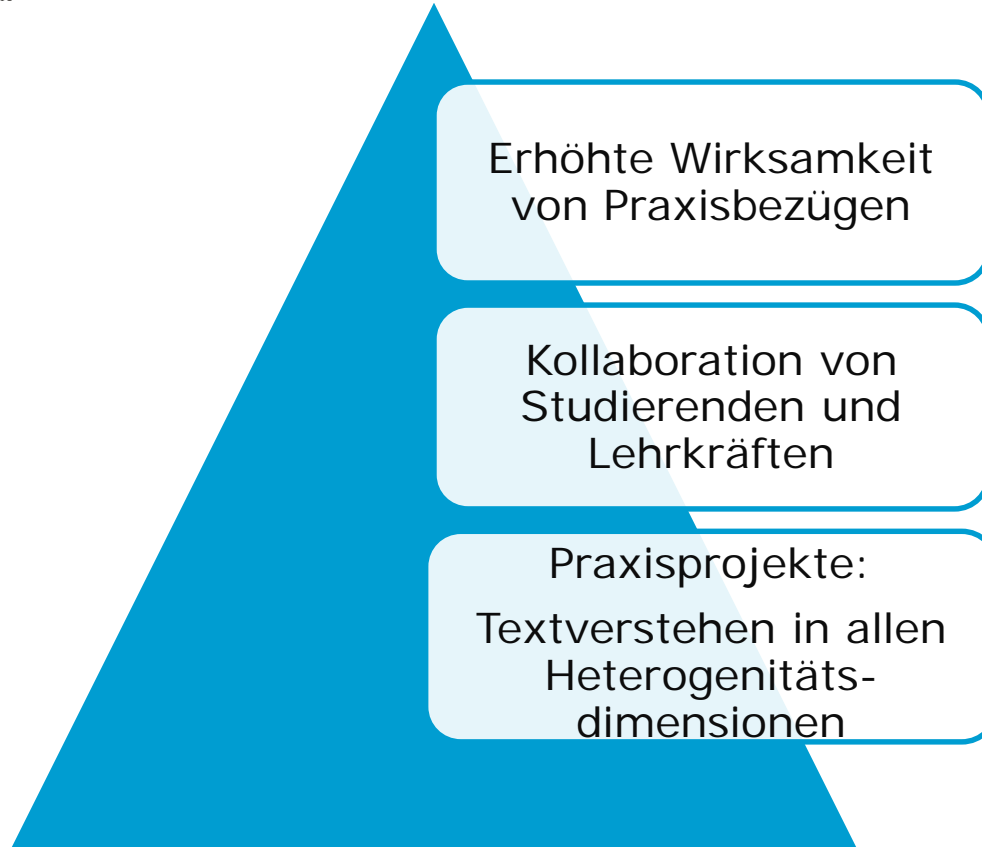 Erhöhte Wirksamkeit
von Praxisbezügen
Kollaboration von
Studierenden und
Lehrkräften
Praxisprojekte:
Textverstehen in allen
Heterogenitäts-
dimensionen